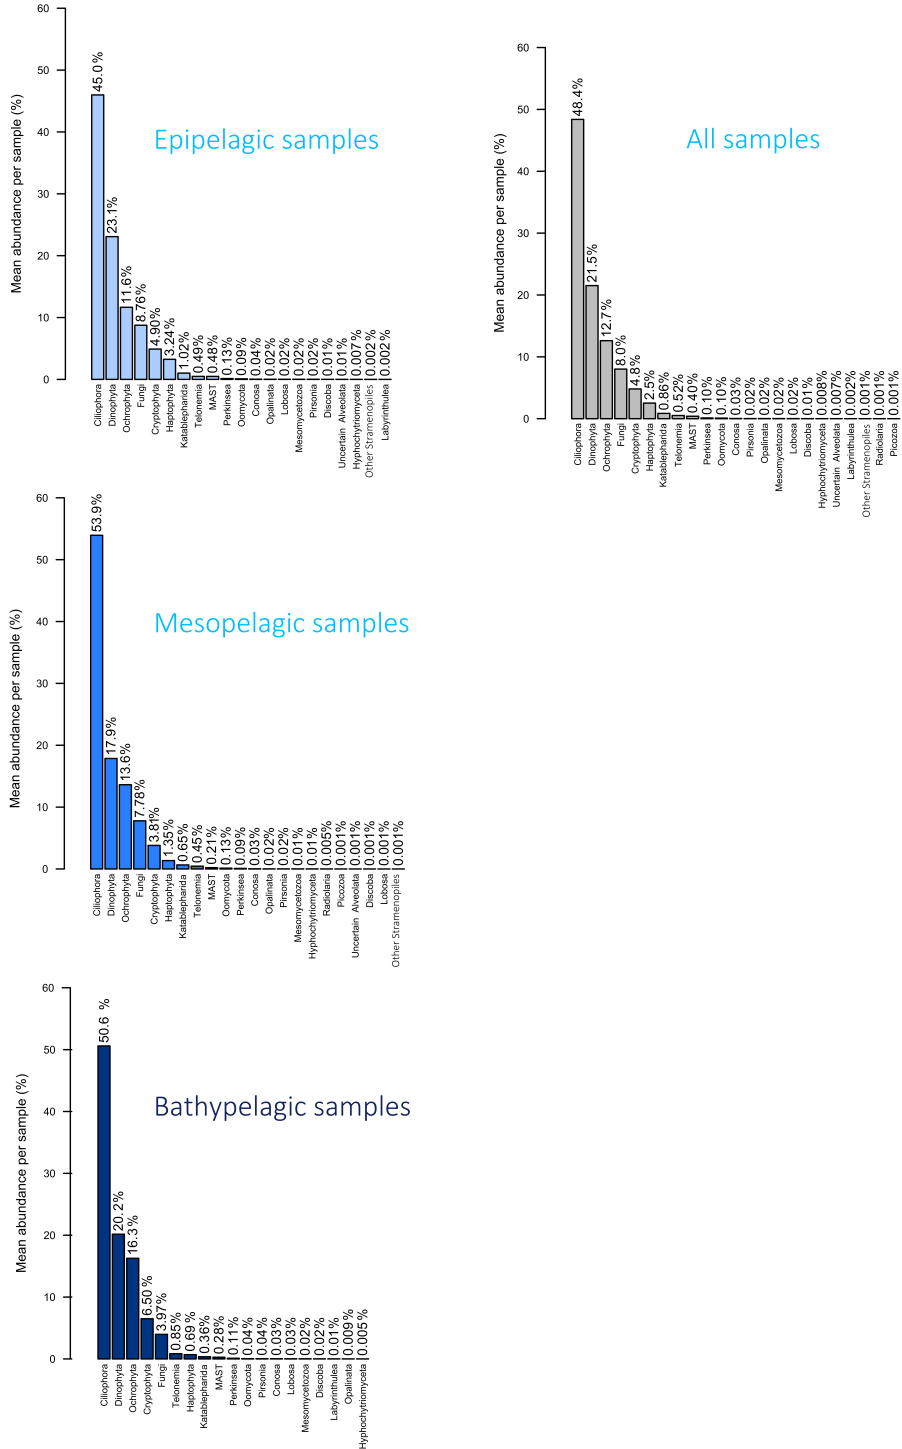 Epipelagic samples
Mean abundance per sample (%)
60
50
40
30
20
10
0
45.0%
23.1%
11.6%
8.76%
4.90%
3.24%
1.02%
0.49%
0.48%
0.13%
0.09%
0.04%
0.02%
0.02%
0.02%
0.02%
0.01%
0.01%
0.007%
0.002%
0.002%
Ciliophora
Dinophyta
Ochrophyta
Fungi
Cryptophyta
Haptophyta
Katablepharida
Telonemia
MAST
Perkinsea
Oomycota
Conosa
Opalinata
Lobosa
Mesomycetozoa
Pirsonia
Discoba
Uncertain Alveolata
Hyphochytriomyceta
Other Stramenopiles
Labyrinthulea
All samples
Mean abundance per sample (%)
60
50
40
30
20
10
0
48.4%
21.5%
12.7%
8.0%
4.8%
2.5%
0.86%
0.52%
0.40%
0.10%
0.10%
0.03%
0.02%
0.02%
0.02%
0.02%
0.01%
0.008%
0.007%
0.002%
0.001%
0.001%
0.001%
Ciliophora
Dinophyta
Ochrophyta
Fungi
Cryptophyta
Haptophyta
Katablepharida
Telonemia
MAST
Perkinsea
Oomycota
Conosa
Pirsonia
Opalinata
Mesomycetozoa
Lobosa
Discoba
Hyphochytriomyceta
Uncertain Alveolata
Labyrinthulea
Other Stramenopiles
Radiolaria
Picozoa
Mesopelagic samples
Mean abundance per sample (%)
60
50
40
30
20
10
0
53.9%
17.9%
13.6%
7.78%
3.81%
1.35%
0.65%
0.45%
0.21%
0.13%
0.09%
0.03%
0.02%
0.02%
0.01%
0.01%
0.005%
0.001%
0.001%
0.001%
0.001%
0.001%
Ciliophora
Dinophyta
Ochrophyta
Fungi
Cryptophyta
Haptophyta
Katablepharida
Telonemia
MAST
Oomycota
Perkinsea
Conosa
Opalinata
Pirsonia
Mesomycetozoa
Hyphochytriomyceta
Radiolaria
Picozoa
Uncertain Alveolata
Discoba
Lobosa
Other Stramenopiles
Bathypelagic samples
Mean abundance per sample (%)
60
50
40
30
20
10
0
50.6 %
20.2%
16.3%
6.50%
3.97%
0.85%
0.69%
0.36%
0.28%
0.11%
0.04%
0.04%
0.03%
0.03%
0.02%
0.02%
0.01%
0.009%
0.005%
Ciliophora
Dinophyta
Ochrophyta
Cryptophyta
Fungi
Telonemia
Haptophyta
Katablepharida
MAST
Perkinsea
Oomycota
Pirsonia
Conosa
Lobosa
Mesomycetozoa
Discoba
Labyrinthulea
Opalinata
Hyphochytriomyceta